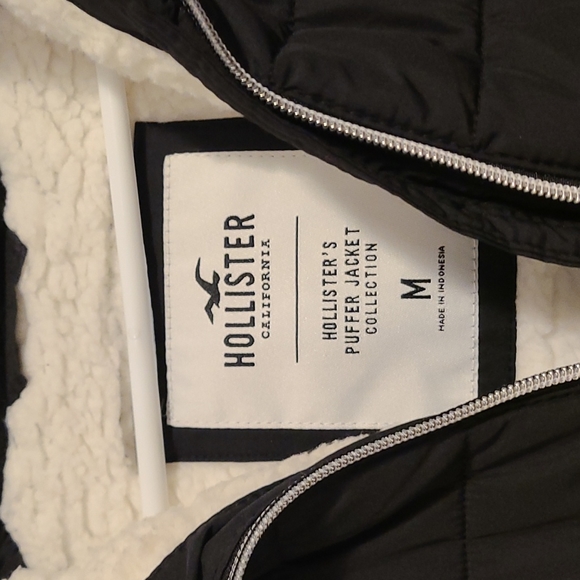 HOLLISTER
CALIFORNIA
HOLLISTER'S
PUFFER JACKET
COLLECTION
M
MADE IN INDONESIA